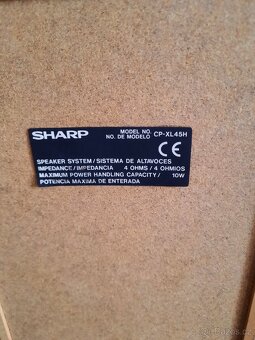 SHARP
MODEL NO.
NO. DE MODELO
CP-XL45H
CE
SPEAKER SYSTEM/SISTEMA DE ALTAVOCES
IMPEDANCE/IMPEDANCIA 4 OHMS/4 OHMIOS
MAXIMUM POWER HANDLING CAPACITY/ 10W
POTENCIA MAXIMA DE ENTERADA